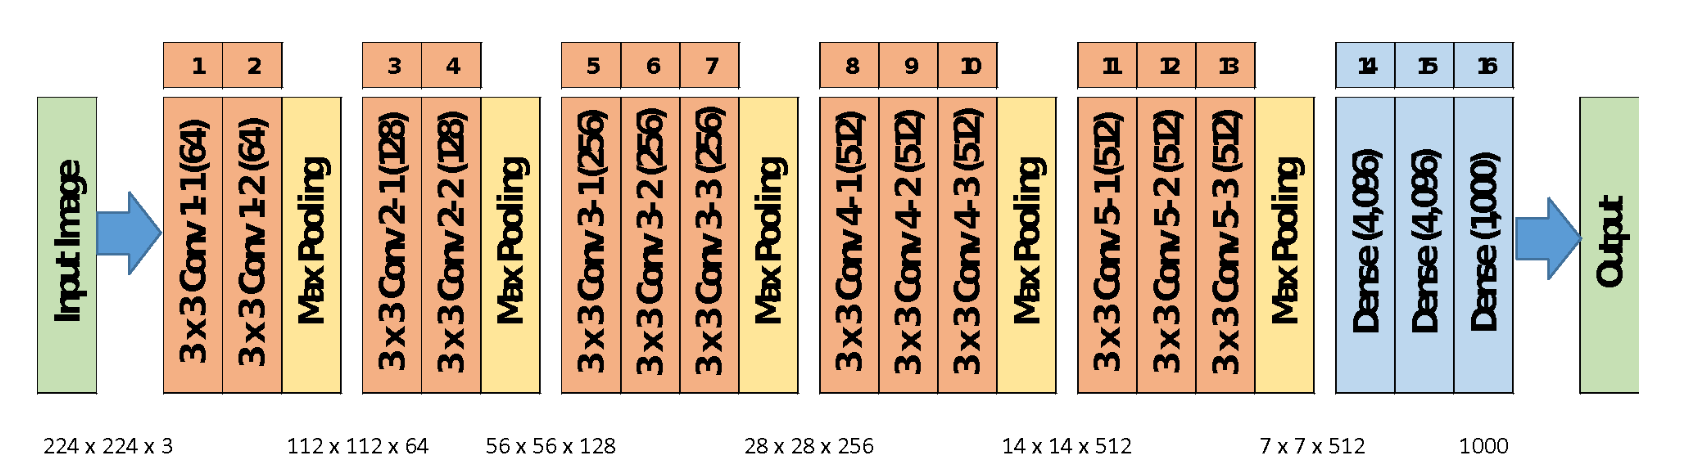 1 2 3 4 5 6 7 8 9 10 11 12 13 14 15 16
Input Image
3 x 3 Conv 1-1 (64)
3 x 3 Conv 1-2 (64)
Max Pooling
3 x 3 Conv 2-1 (128)
3 x 3 Conv 2-2 (128)
Max Pooling
3 x 3 Conv 3-1 (256)
3 x 3 Conv 3-2 (256)
3 x 3 Conv 3-3 (256)
Max Pooling
3 x 3 Conv 4-1 (512)
3 x 3 Conv 4-2 (512)
3 x 3 Conv 4-3 (512)
Max Pooling
3 x 3 Conv 5-1 (512)
3 x 3 Conv 5-2 (512)
3 x 3 Conv 5-3 (512)
Max Pooling
Dense (4,096)
Dense (4,096)
Dense (1,000)
Output
224 x 224 x 3 112 x 112 x 64 56 x 56 x 128 28 x 28 x 256 14 x 14 x 512 7 x 7 x 512 1000